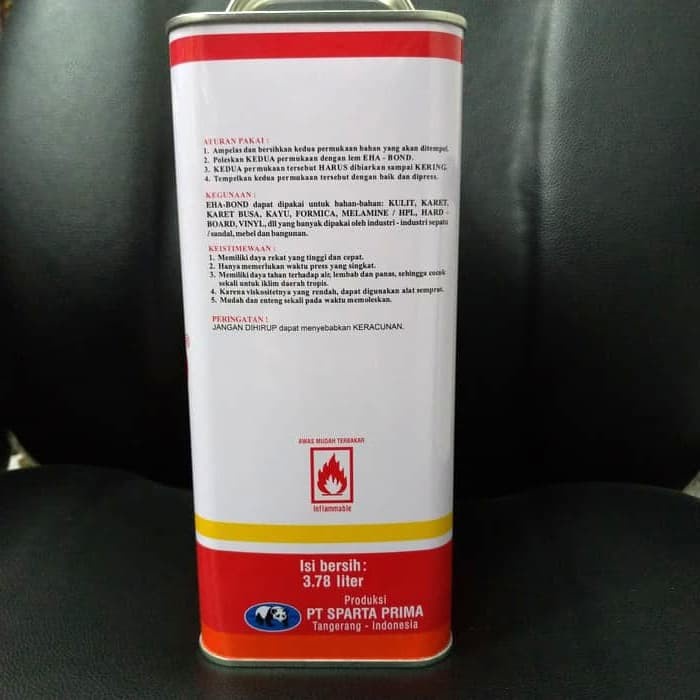 ATURAN PAKAI :
1. Ampelas dan bersihkan kedua permukaan bahan yang akan ditempel.
2. Poleskan KEDUA permukaan dengan lem EHA - BOND.
3. KEDUA permukaan tersebut HARUS dibiarkan sampai KERING.
4. Tempelkan kedua permukaan tersebut dengan baik dan dipress.
KEGUNAAN :
EHA-BOND dapat dipakai untuk bahan-bahan: KULIT, KARET,
KARET BUSA, KAYU, FORMICA, MELAMINE / HPL, HARD -
BOARD, VINYL, dll yang banyak dipakai oleh industri - industri sepatu
/ sandal, mebel dan bangunan.
KEISTIMEWAAN :
1. Memiliki daya rekat yang tinggi dan cepat.
2. Hanya memerlukan waktu press yang singkat.
3. Memiliki daya tahan terhadap air, lembab dan panas, sehingga cocok
sekali untuk iklim daerah tropis.
4. Karena viskositetnya yang rendah, dapat digunakan alat semprot.
5. Mudah dan enteng sekali pada waktu memoleskan.
PERINGATAN !
JANGAN DIHIRUP dapat menyebabkan KERACUNAN.
AWAS MUDAH TERBAKAR
Inflammable
Isi bersih :
3.78 liter
Produksi
PT SPARTA PRIMA
Tangerang - Indonesia